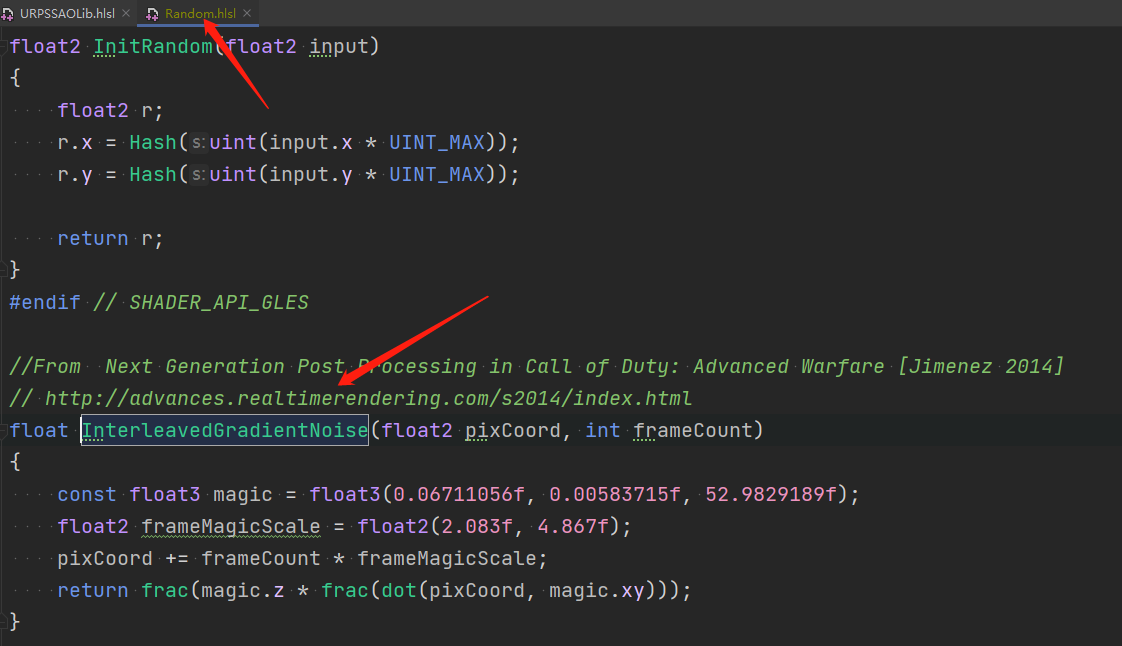 URPSSAOLib.hlsl × Random.hlsl ×
float2 InitRandom(float2 input)
{
    float2 r;
    r.x = Hash(s: uint(input.x * UINT_MAX));
    r.y = Hash(s: uint(input.y * UINT_MAX));

    return r;
}
#endif // SHADER_API_GLES

//From  Next Generation Post Processing in Call of Duty: Advanced Warfare [Jimenez 2014]
// http://advances.realtimerendering.com/s2014/index.html
float InterleavedGradientNoise(float2 pixCoord, int frameCount)
{
    const float3 magic = float3(0.06711056f, 0.00583715f, 52.9829189f);
    float2 frameMagicScale = float2(2.083f, 4.867f);
    pixCoord += frameCount * frameMagicScale;
    return frac(magic.z * frac(dot(pixCoord, magic.xy)));
}